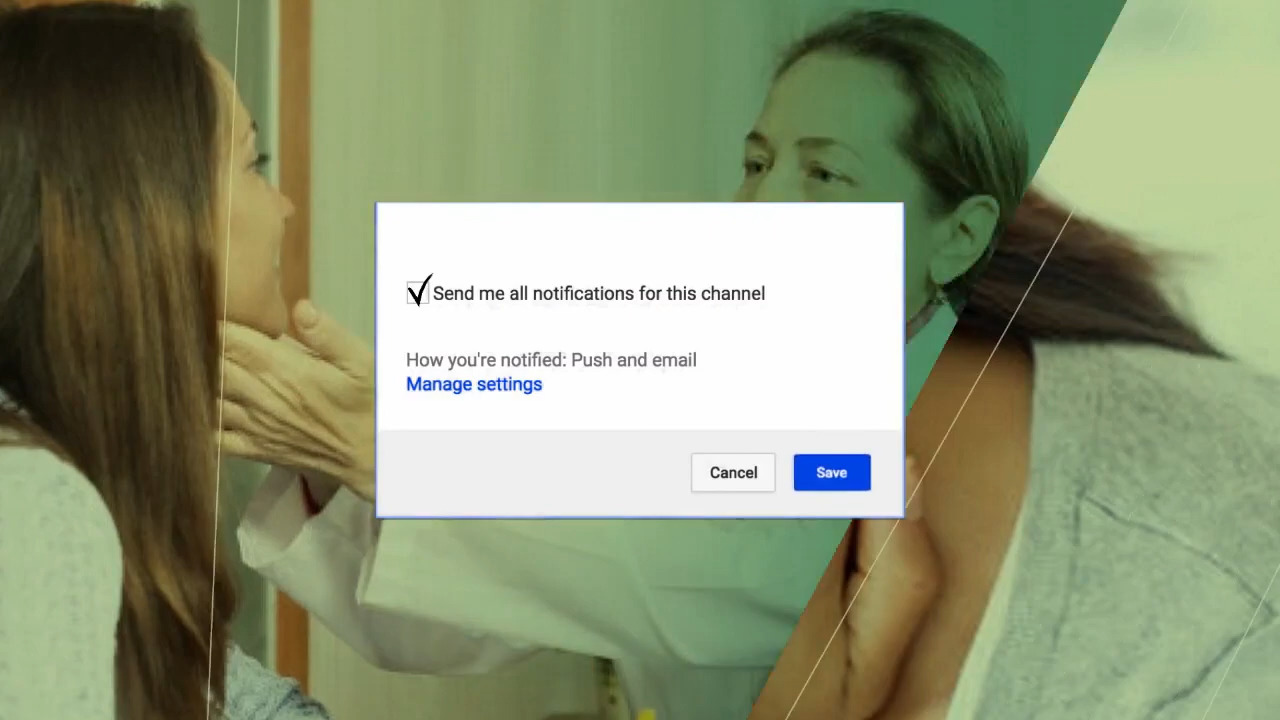 Send me all notifications for this channel
How you're notified: Push and email
Manage settings
Cancel Save